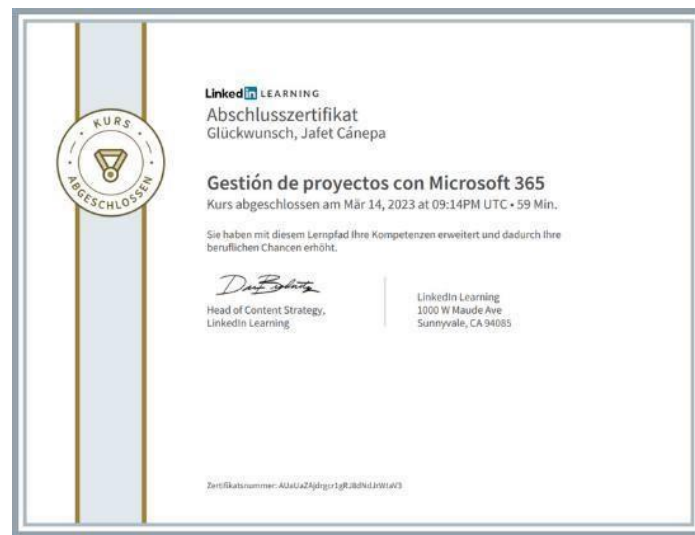 LinkedIn LEARNING
Abschlusszertifikat
Glückwunsch, Jafet Cánepa
KURS
ABGESCHLOSSEN
Gestión de proyectos con Microsoft 365
Kurs abgeschlossen am Mär 14, 2023 at 09:14PM UTC • 59 Min.
Sie haben mit diesem Lernpfad Ihre Kompetenzen erweitert und dadurch Ihre
beruflichen Chancen erhöht.
Head of Content Strategy,
LinkedIn Learning
LinkedIn Learning
1000 W Maude Ave
Sunnyvale, CA 94085
Zertifikatsnummer: